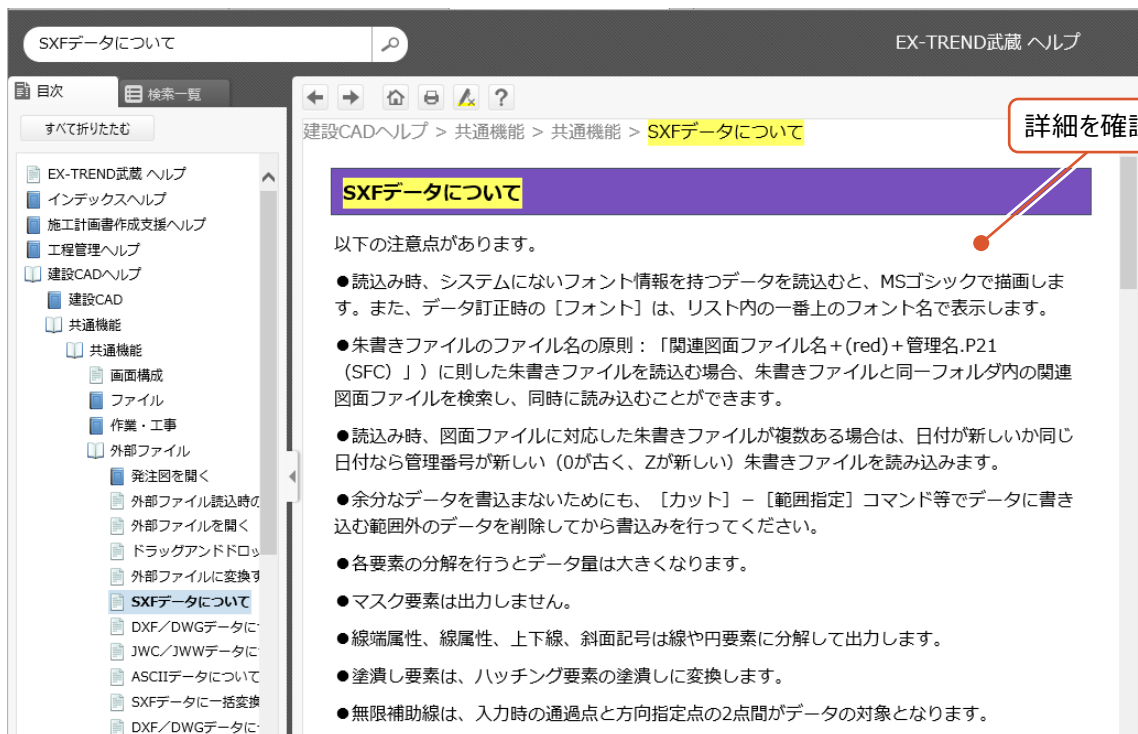 SXFデータについて
EX-TREND武蔵 ヘルプ
目次
検索一覧
すべて折りたたむ
EX-TREND武蔵 ヘルプ
インデックスヘルプ
施工計画書作成支援ヘルプ
工程管理ヘルプ
建設CADヘルプ
建設CAD
共通機能
共通機能
画面構成
ファイル
作業・工事
外部ファイル
発注図を開く
外部ファイル読込時の
外部ファイルを開く
ドラッグアンドドロッ
外部ファイルに変換す
SXFデータについて
DXF／DWGデータに
JWC／JWWデータに
ASCIIデータについて
SXFデータに一括変換
DXF／DWGデータに
建設CADヘルプ > 共通機能 > 共通機能 > SXFデータについて
詳細を確認
SXFデータについて
以下の注意点があります。
●読込み時、システムにないフォント情報を持つデータを読込むと、MSゴシックで描画しま
す。また、データ訂正時の［フォント］は、リスト内の一番上のフォント名で表示します。
●朱書きファイルのファイル名の原則：「関連図面ファイル名＋(red)＋管理名.P21
（SFC）」）に則した朱書きファイルを読込む場合、朱書きファイルと同一フォルダ内の関連
図面ファイルを検索し、同時に読み込むことができます。
●読込み時、図面ファイルに対応した朱書きファイルが複数ある場合は、日付が新しいか同じ
日付なら管理番号が新しい（0が古く、Zが新しい）朱書きファイルを読み込みます。
●余分なデータを書込まないためにも、［カット］－［範囲指定］コマンド等でデータに書き
込む範囲外のデータを削除してから書込みを行ってください。
●各要素の分解を行うとデータ量は大きくなります。
●マスク要素は出力しません。
●線端属性、線属性、上下線、斜面記号は線や円要素に分解して出力します。
●塗潰し要素は、ハッチング要素の塗潰しに変換します。
●無限補助線は、入力時の通過点と方向指定点の2点間がデータの対象となります。